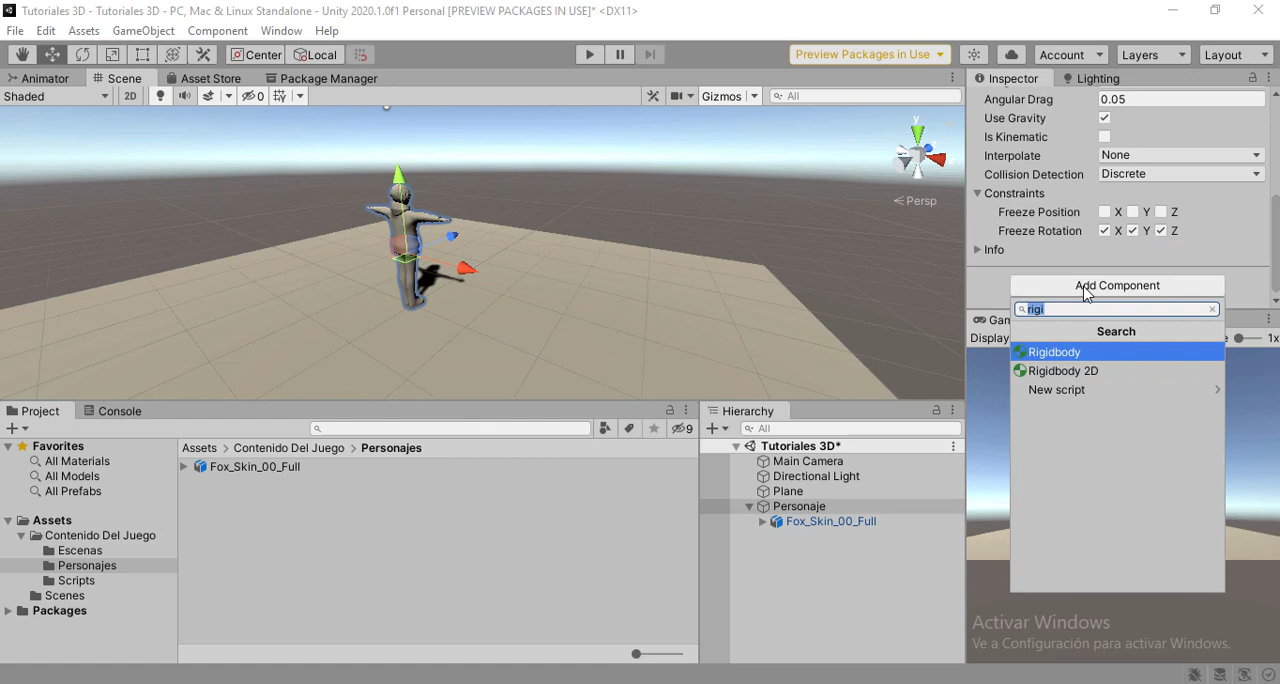 Tutoriales 3D - Tutoriales 3D - PC, Mac & Linux Standalone - Unity 2020.1.0f1 Personal [PREVIEW PACKAGES IN USE]* <DX11>
File Edit Assets GameObject Component Window Help
Center Local Preview Packages in Use Account Layers Layout
Animator Scene Asset Store Package Manager Inspector Lighting
Shaded 2D 0 Gizmos All
Angular Drag 0.05
Use Gravity
Is Kinematic
Interpolate None
Collision Detection Discrete
Constraints
Freeze Position X Y Z
Freeze Rotation X Y Z
Info
y
Persp
Add Component
rigi
Search
Rigidbody
Rigidbody 2D
New script
Gam
Display 1x
Project Console
9
Favorites
All Materials
All Models
All Prefabs
Assets
Contenido Del Juego
Escenas
Personajes
Scripts
Scenes
Packages
Assets > Contenido Del Juego > Personajes
Fox_Skin_00_Full
Hierarchy
All
Tutoriales 3D*
Main Camera
Directional Light
Plane
Personaje
Fox_Skin_00_Full
Activar Windows
Ve a Configuración para activar Windows.